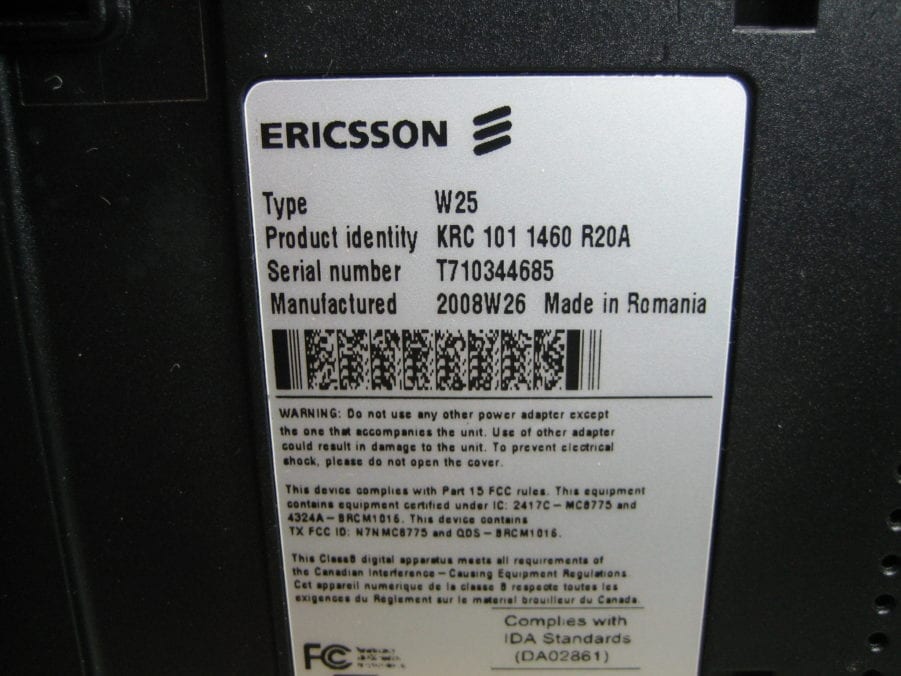 ERICSSON
Type W25
Product identity KRC 101 1460 R20A
Serial number T710344685
Manufactured 2008W26 Made in Romania
WARNING: Do not use any other power adapter except
the one that accompanies the unit. Use of other adapter
could result in damage to the unit. To prevent electrical
shock, please do not open the cover.
This device complies with Part 15 FCC rules. This equipment
contains equipment certified under IC: 2417C-MC8775 and
4324A-BRCM1016. This device contains
TX FCC ID: N7NMC8775 and QDS-BRCM1016.
This ClassB digital apparatus meets all requirements of
the Canadian Interference-Causing Equipment Regulations.
Cet appareil numerique de la classe B respecte toutes les
exigences du Reglement sur le materiel brouilleur du Canada.
Complies with
IDA Standards
(DA02861)
FC